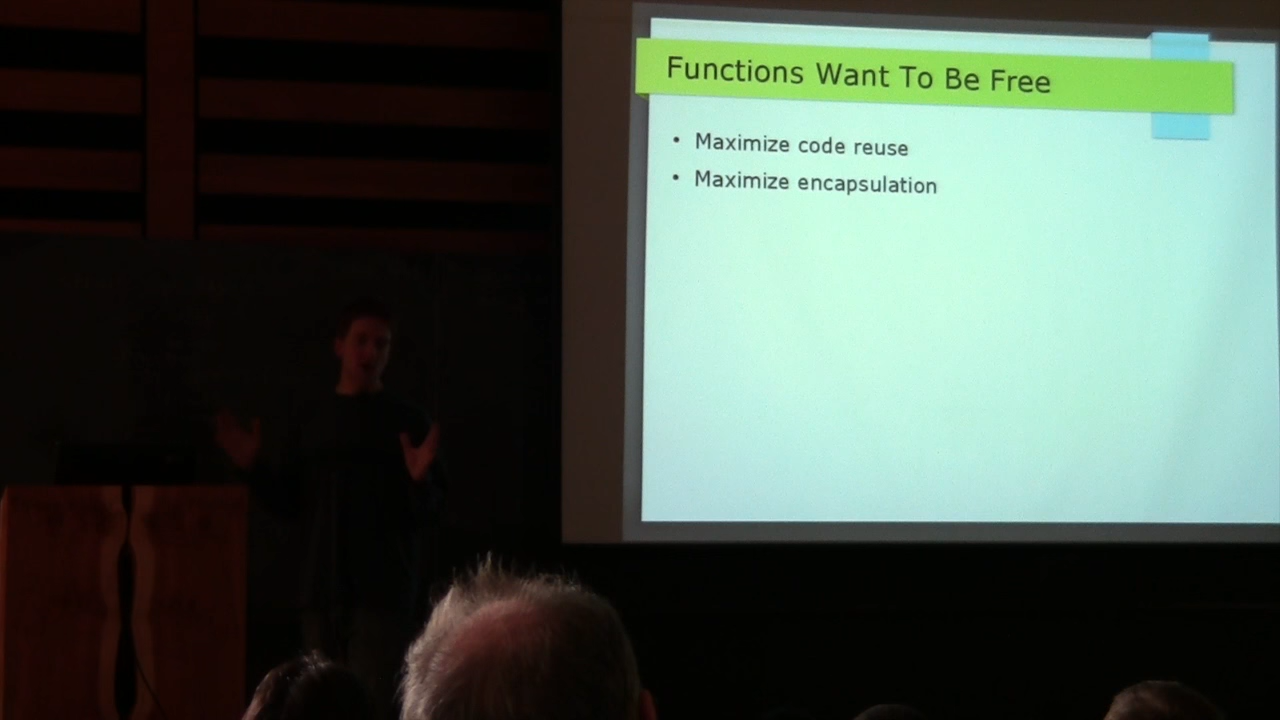 Functions Want To Be Free
• Maximize code reuse
• Maximize encapsulation